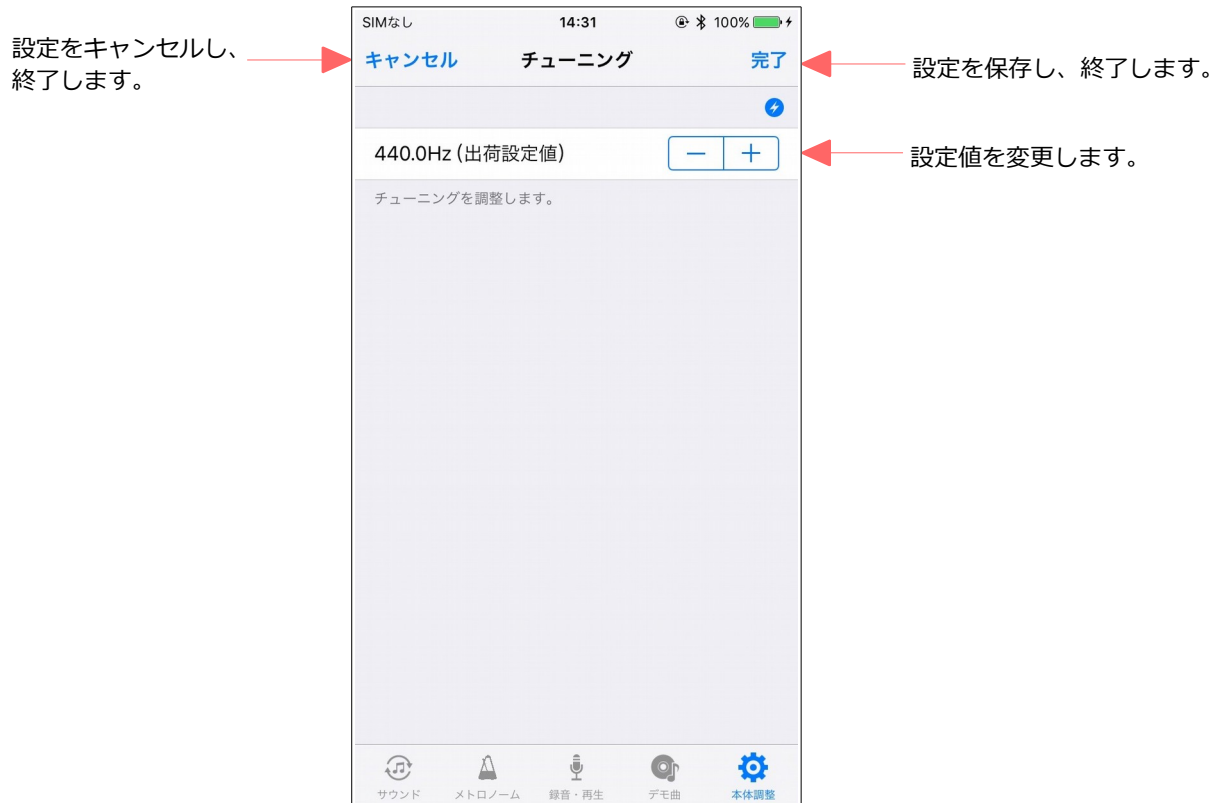 SIMなし 14:31 100%
設定をキャンセルし、
終了します。
キャンセル チューニング 完了
設定を保存し、終了します。
440.0Hz (出荷設定値) − +
設定値を変更します。
チューニングを調整します。
サウンド メトロノーム 録音・再生 デモ曲 本体調整